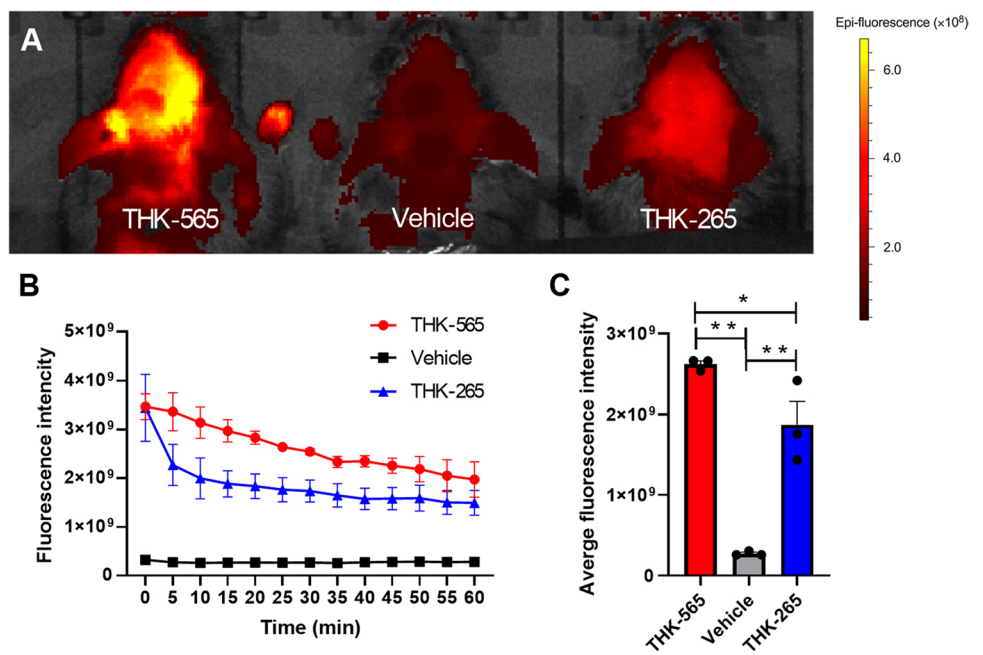 A
THK-565
Vehicle
THK-265
Epi-fluorescence (×10⁸)
6.0
4.0
2.0
B
Fluorescence intencity
5×10⁹
4×10⁹
3×10⁹
2×10⁹
1×10⁹
0
THK-565
Vehicle
THK-265
0 5 10 15 20 25 30 35 40 45 50 55 60
Time (min)
C
Averge fluorescence intensity
3×10⁹
2×10⁹
1×10⁹
0
*
* *
* *
THK-565
Vehicle
THK-265